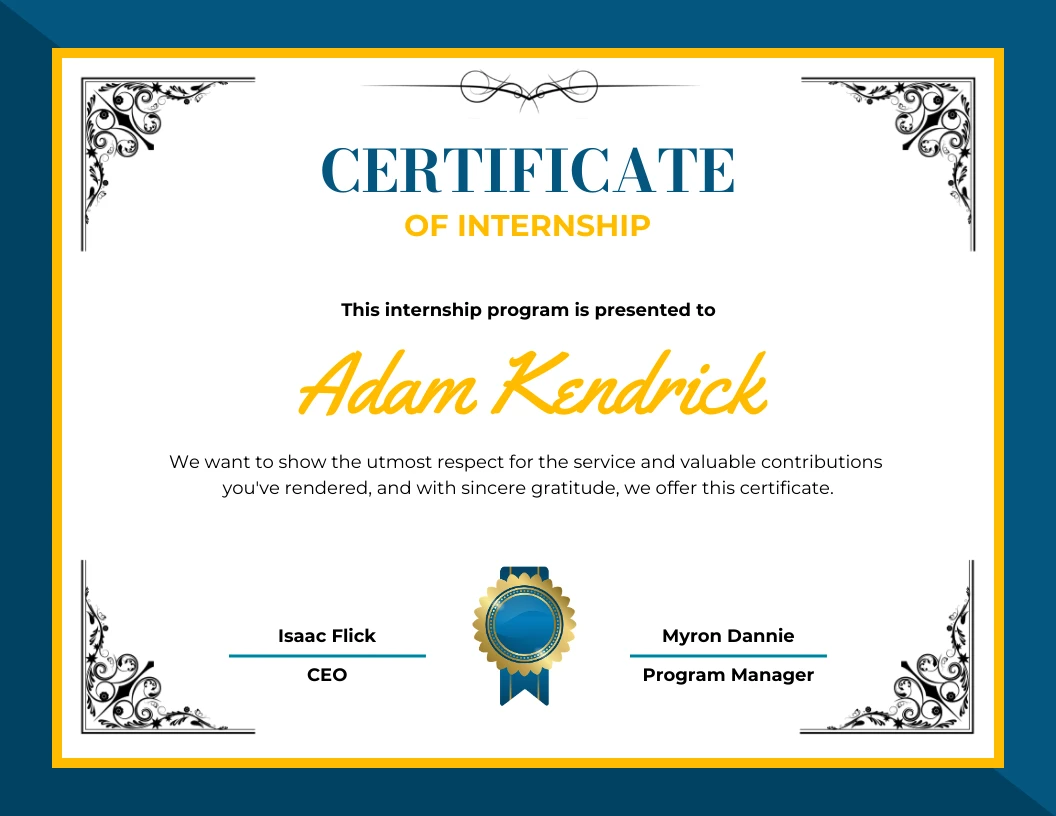 CERTIFICATE
OF INTERNSHIP
This internship program is presented to
Adam Kendrick
We want to show the utmost respect for the service and valuable contributions
you've rendered, and with sincere gratitude, we offer this certificate.
Isaac Flick
CEO
Myron Dannie
Program Manager